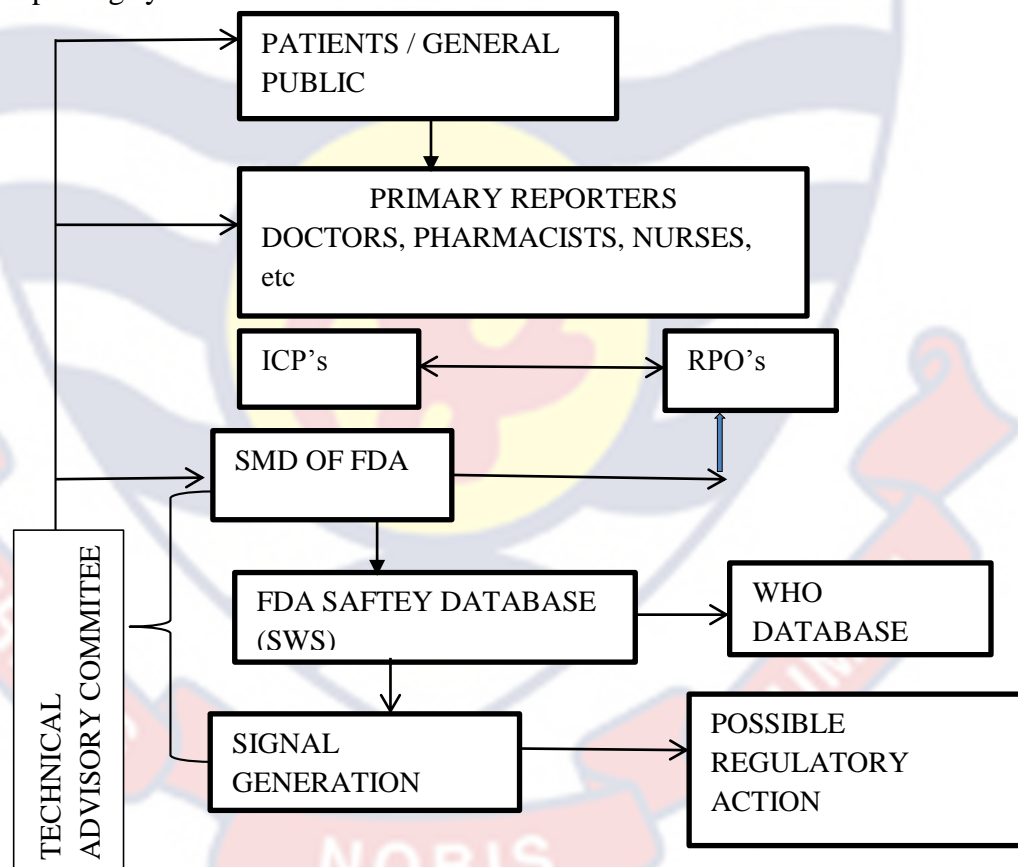 PATIENTS / GENERAL
PUBLIC
PRIMARY REPORTERS
DOCTORS, PHARMACISTS, NURSES,
etc
ICP's
RPO's
SMD OF FDA
FDA SAFTEY DATABASE
(SWS)
WHO
DATABASE
SIGNAL
GENERATION
POSSIBLE
REGULATORY
ACTION
TECHNICAL
ADVISORY COMMITEE
NOBIS